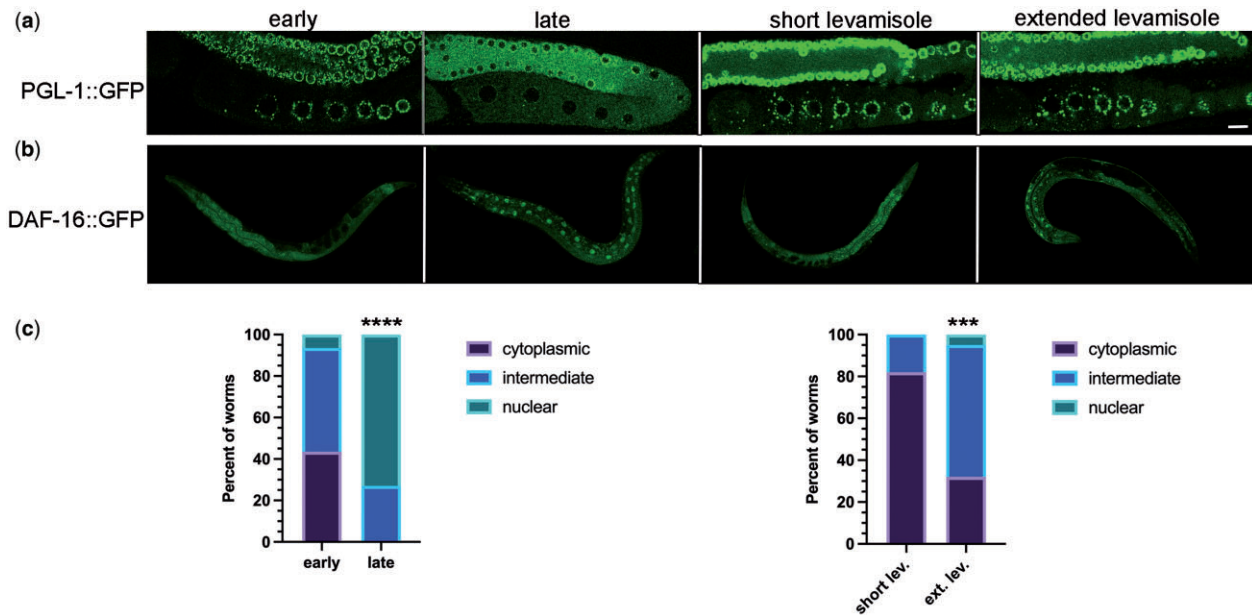 (a) early late short levamisole extended levamisole
PGL-1::GFP
(b)
DAF-16::GFP
(c)
****
100
80
60
40
20
0
Percent of worms
early late
cytoplasmic
intermediate
nuclear
***
100
80
60
40
20
0
Percent of worms
short lev. ext. lev.
cytoplasmic
intermediate
nuclear